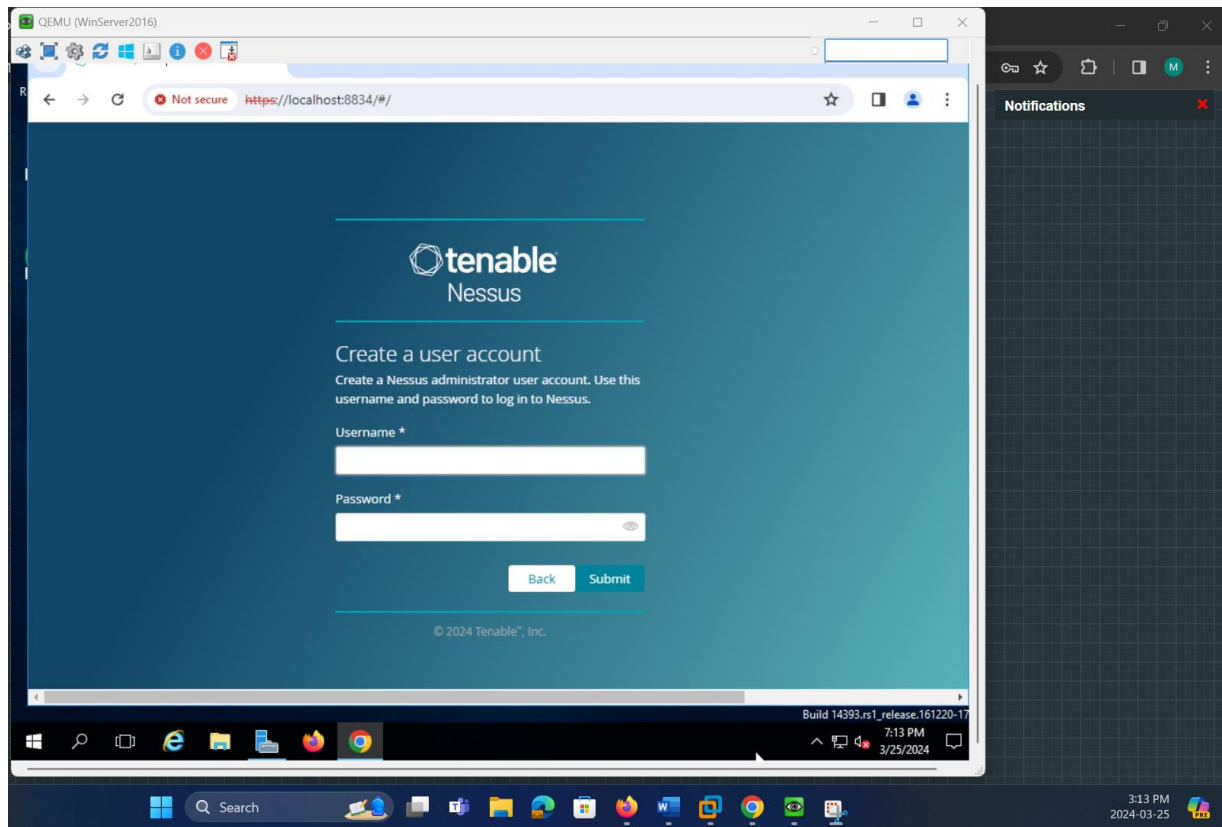 QEMU (WinServer2016)
Not secure https://localhost:8834/#/
M
Notifications
tenable
Nessus
Create a user account
Create a Nessus administrator user account. Use this
username and password to log in to Nessus.
Username *
Password *
Back Submit
© 2024 Tenable™, Inc.
Build 14393.rs1_release.161220-17
7:13 PM
3/25/2024
Search
3:13 PM
2024-03-25
PRE